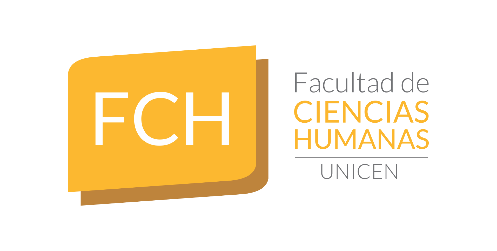 FCH
Facultad de
CIENCIAS
HUMANAS
UNICEN